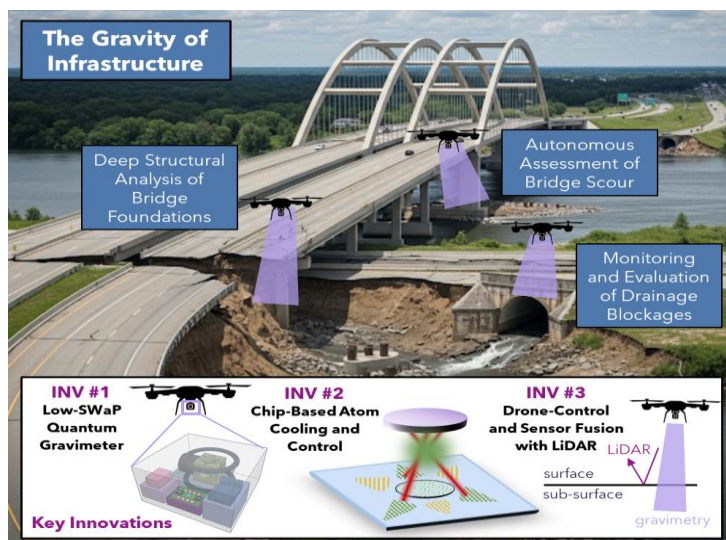 The Gravity of
Infrastructure
Deep Structural
Analysis of
Bridge
Foundations
Autonomous
Assessment of
Bridge Scour
Monitoring
and Evaluation
of Drainage
Blockages
INV #1
Low-SWaP
Quantum
Gravimeter
Key Innovations
INV #2
Chip-Based Atom
Cooling and
Control
INV #3
Drone-Control
and Sensor Fusion
with LiDAR
LiDAR
surface
sub-surface
gravimetry